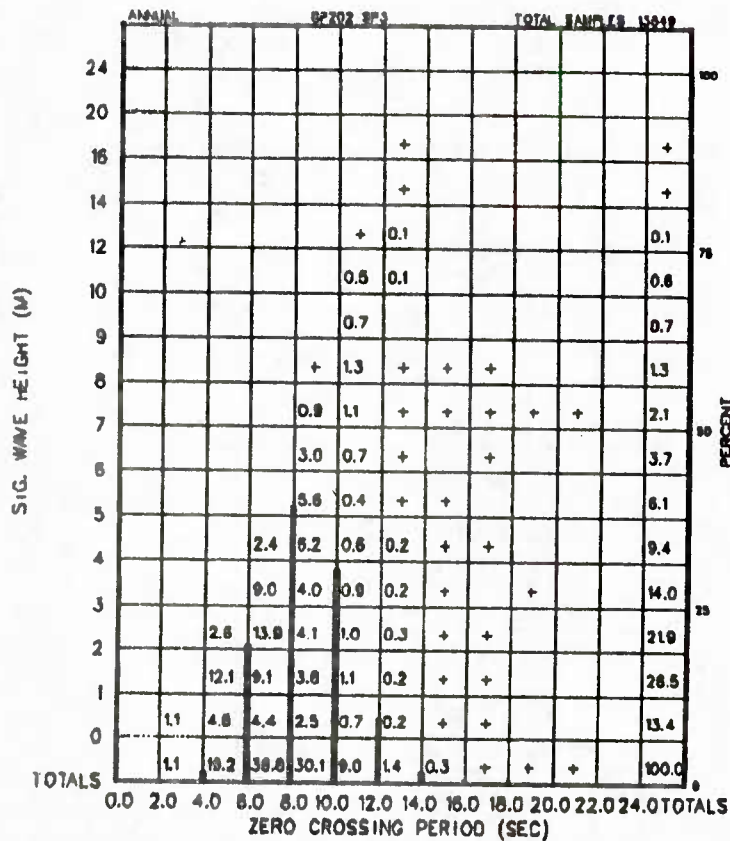 ANNUAL GP202 SP3 TOTAL SAMPLES 13849
24 100
20
16 + +
14 + +
12 + 0.1 0.1
75
10 0.5 0.1 0.6
9 0.7 0.7
8 + 1.3 + + + 1.3
7 0.9 1.1 + + + + + 2.1
50
6 3.0 0.7 + + 3.7
5 5.6 0.4 + + 6.1
4 2.4 6.2 0.6 0.2 + + 9.4
3 9.0 4.0 0.9 0.2 + + 14.0
25
2 2.6 13.9 4.1 1.0 0.3 + + 21.9
1 12.1 9.1 3.8 1.1 0.2 + + 26.5
0 1.1 4.6 4.4 2.5 0.7 0.2 + + 13.4
TOTALS 1.1 19.2 38.8 30.1 9.0 1.4 0.3 + + + 100.0
0
0.0 2.0 4.0 6.0 8.0 10.0 12.0 14.0 16.0 18.0 20.0 22.0 24.0 TOTALS
ZERO CROSSING PERIOD (SEC)
SIG. WAVE HEIGHT (M)
PERCENT